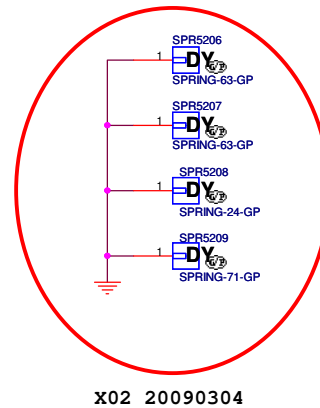 SPR5206
1
DY
G/P
SPRING-63-GP
SPR5207
1
DY
G/P
SPRING-63-GP
SPR5208
1
DY
G/P
SPRING-24-GP
SPR5209
1
DY
G/P
SPRING-71-GP
X02 20090304